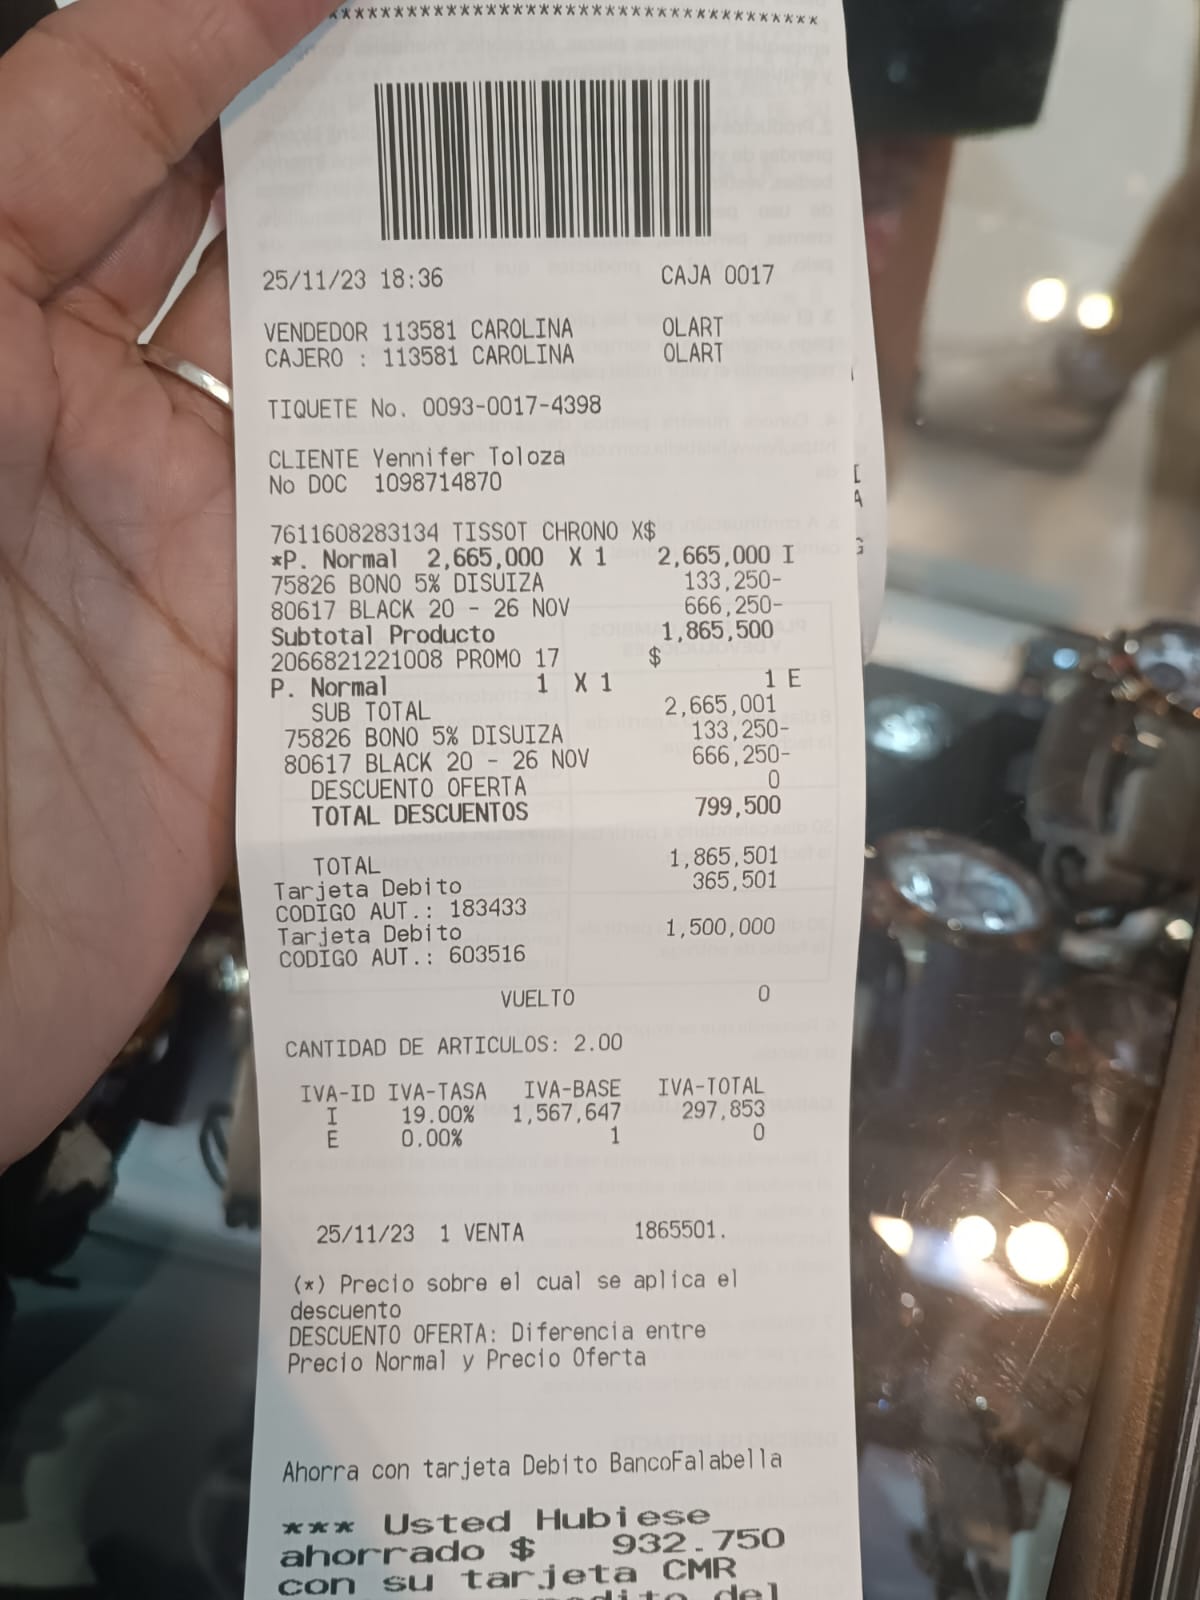 ************************************
25/11/23 18:36 CAJA 0017
VENDEDOR 113581 CAROLINA OLART
CAJERO : 113581 CAROLINA OLART
TIQUETE No. 0093-0017-4398
CLIENTE Yennifer Toloza
No DOC 1098714870
7611608283134 TISSOT CHRONO X$
*P. Normal 2,665,000 X 1 2,665,000 I
75826 BONO 5% DISUIZA 133,250-
80617 BLACK 20 - 26 NOV 666,250-
Subtotal Producto 1,865,500
2066821221008 PROMO 17 $
P. Normal 1 X 1 1 E
SUB TOTAL 2,665,001
75826 BONO 5% DISUIZA 133,250-
80617 BLACK 20 - 26 NOV 666,250-
DESCUENTO OFERTA 0
TOTAL DESCUENTOS 799,500
TOTAL 1,865,501
Tarjeta Debito 365,501
CODIGO AUT.: 183433
Tarjeta Debito 1,500,000
CODIGO AUT.: 603516
VUELTO 0
CANTIDAD DE ARTICULOS: 2.00
IVA-ID IVA-TASA IVA-BASE IVA-TOTAL
I 19.00% 1,567,647 297,853
E 0.00% 1 0
25/11/23 1 VENTA 1865501.
(*) Precio sobre el cual se aplica el
descuento
DESCUENTO OFERTA: Diferencia entre
Precio Normal y Precio Oferta
Ahorra con tarjeta Debito BancoFalabella
*** Usted Hubiese
ahorrado $ 932.750
con su tarjeta CMR
del